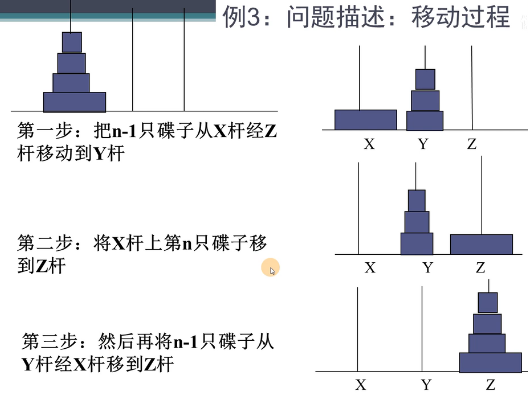 例3：问题描述：移动过程
第一步：把n-1只碟子从X杆经Z
杆移动到Y杆
X Y Z
第二步：将X杆上第n只碟子移
到Z杆
X Y Z
第三步：然后再将n-1只碟子从
Y杆经X杆移到Z杆
X Y Z